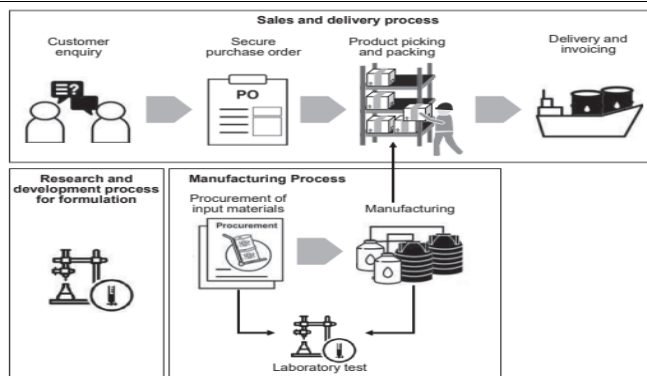 Sales and delivery process
Customer
enquiry
Secure
purchase order
Product picking
and packing
Delivery and
invoicing
?
PO
Research and
development process
for formulation
Manufacturing Process
Procurement of
input materials
Manufacturing
Procurement
Laboratory test